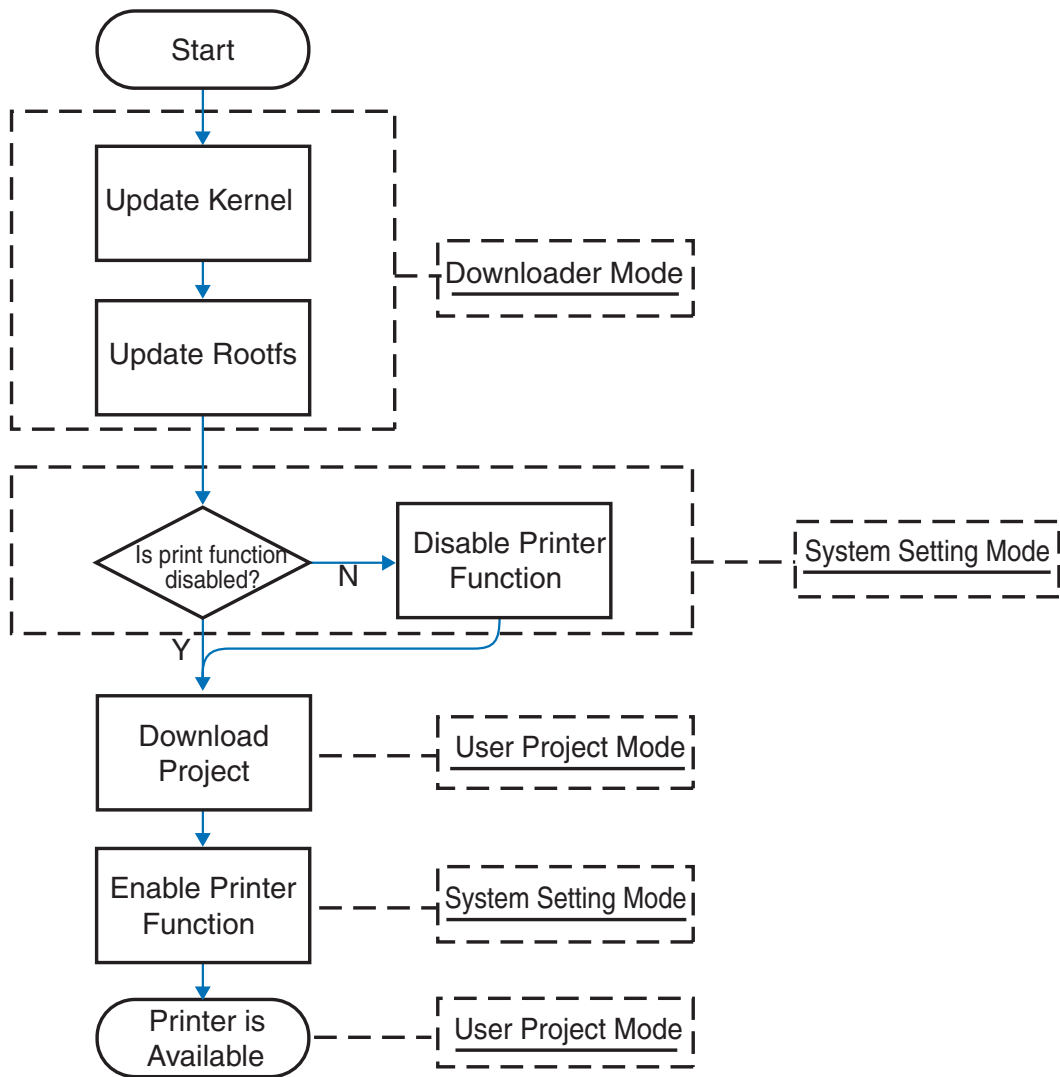 Start
Update Kernel
Downloader Mode
Update Rootfs
Is print function
disabled?
N
Disable Printer
Function
System Setting Mode
Y
Download
Project
User Project Mode
Enable Printer
Function
System Setting Mode
Printer is
Available
User Project Mode